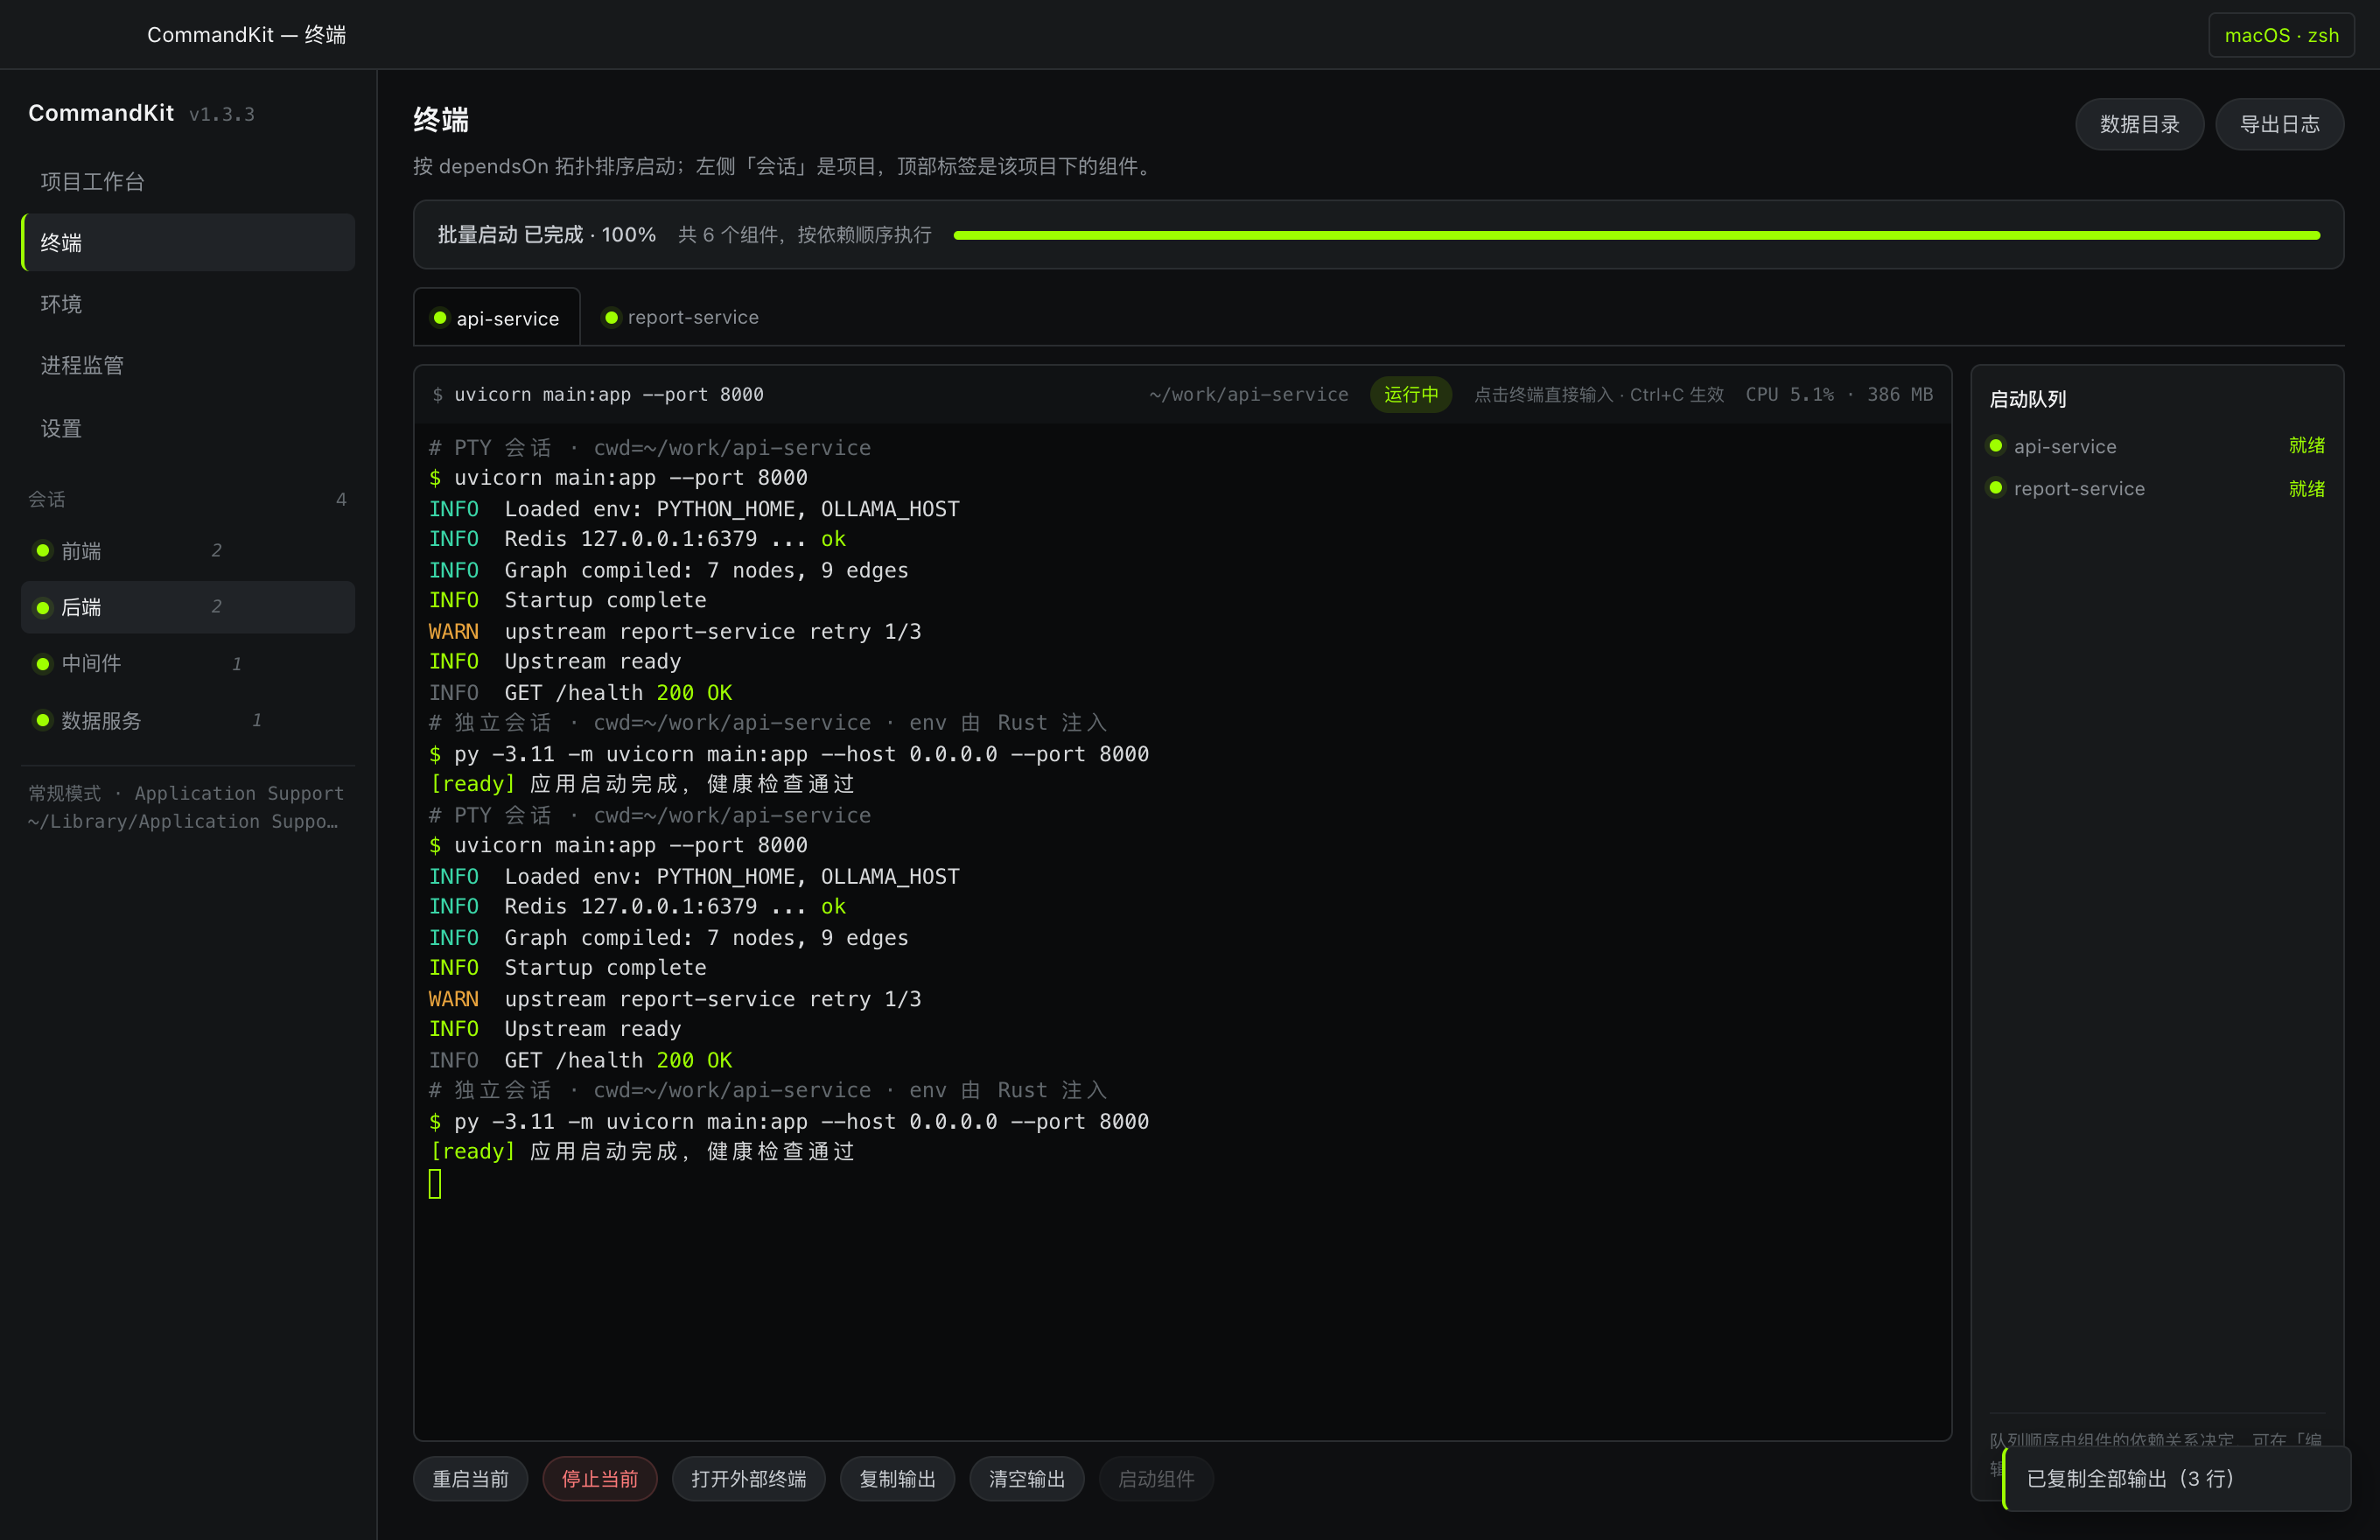 CommandKit — 终端
macOS · zsh
CommandKit v1.3.3
项目工作台
终端
环境
进程监管
设置
会话 4
前端 2
后端 2
中间件 1
数据服务 1
常规模式 · Application Support
~/Library/Application Suppo…
终端
数据目录
导出日志
按 dependsOn 拓扑排序启动；左侧「会话」是项目，顶部标签是该项目下的组件。
批量启动 已完成 · 100% 共 6 个组件，按依赖顺序执行
api-service
report-service
$ uvicorn main:app --port 8000 ~/work/api-service 运行中 点击终端直接输入 · Ctrl+C 生效 CPU 5.1% · 386 MB
# PTY 会话 · cwd=~/work/api-service
$ uvicorn main:app --port 8000
INFO Loaded env: PYTHON_HOME, OLLAMA_HOST
INFO Redis 127.0.0.1:6379 ... ok
INFO Graph compiled: 7 nodes, 9 edges
INFO Startup complete
WARN upstream report-service retry 1/3
INFO Upstream ready
INFO GET /health 200 OK
# 独立会话 · cwd=~/work/api-service · env 由 Rust 注入
$ py -3.11 -m uvicorn main:app --host 0.0.0.0 --port 8000
[ready] 应用启动完成，健康检查通过
# PTY 会话 · cwd=~/work/api-service
$ uvicorn main:app --port 8000
INFO Loaded env: PYTHON_HOME, OLLAMA_HOST
INFO Redis 127.0.0.1:6379 ... ok
INFO Graph compiled: 7 nodes, 9 edges
INFO Startup complete
WARN upstream report-service retry 1/3
INFO Upstream ready
INFO GET /health 200 OK
# 独立会话 · cwd=~/work/api-service · env 由 Rust 注入
$ py -3.11 -m uvicorn main:app --host 0.0.0.0 --port 8000
[ready] 应用启动完成，健康检查通过
启动队列
api-service 就绪
report-service 就绪
队列顺序由组件的依赖关系决定，可在「编
辑
已复制全部输出（3 行）
重启当前
停止当前
打开外部终端
复制输出
清空输出
启动组件